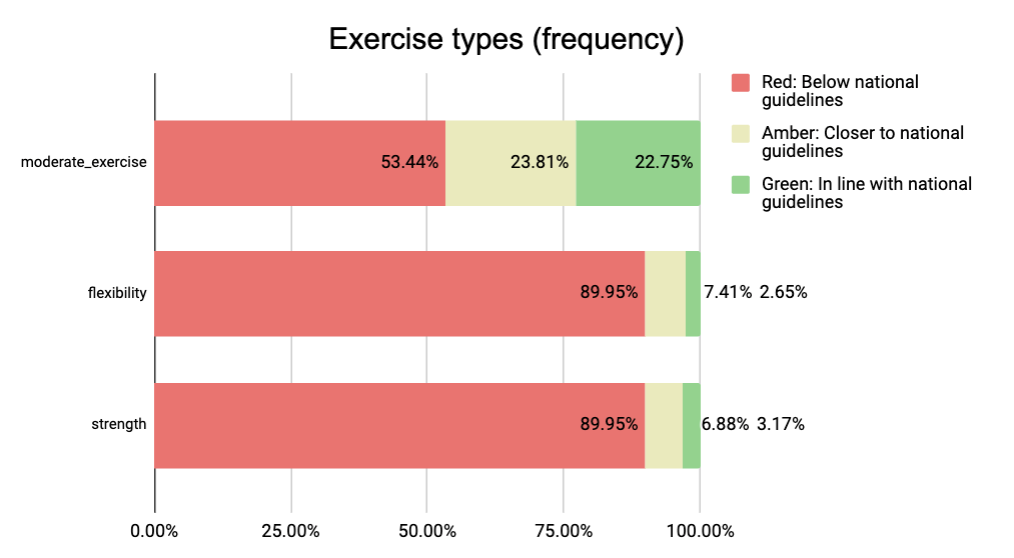 Exercise types (frequency)
Red: Below national
guidelines
Amber: Closer to national
guidelines
Green: In line with national
guidelines
moderate_exercise 53.44% 23.81% 22.75%
flexibility 89.95% 7.41% 2.65%
strength 89.95% 6.88% 3.17%
0.00% 25.00% 50.00% 75.00% 100.00%